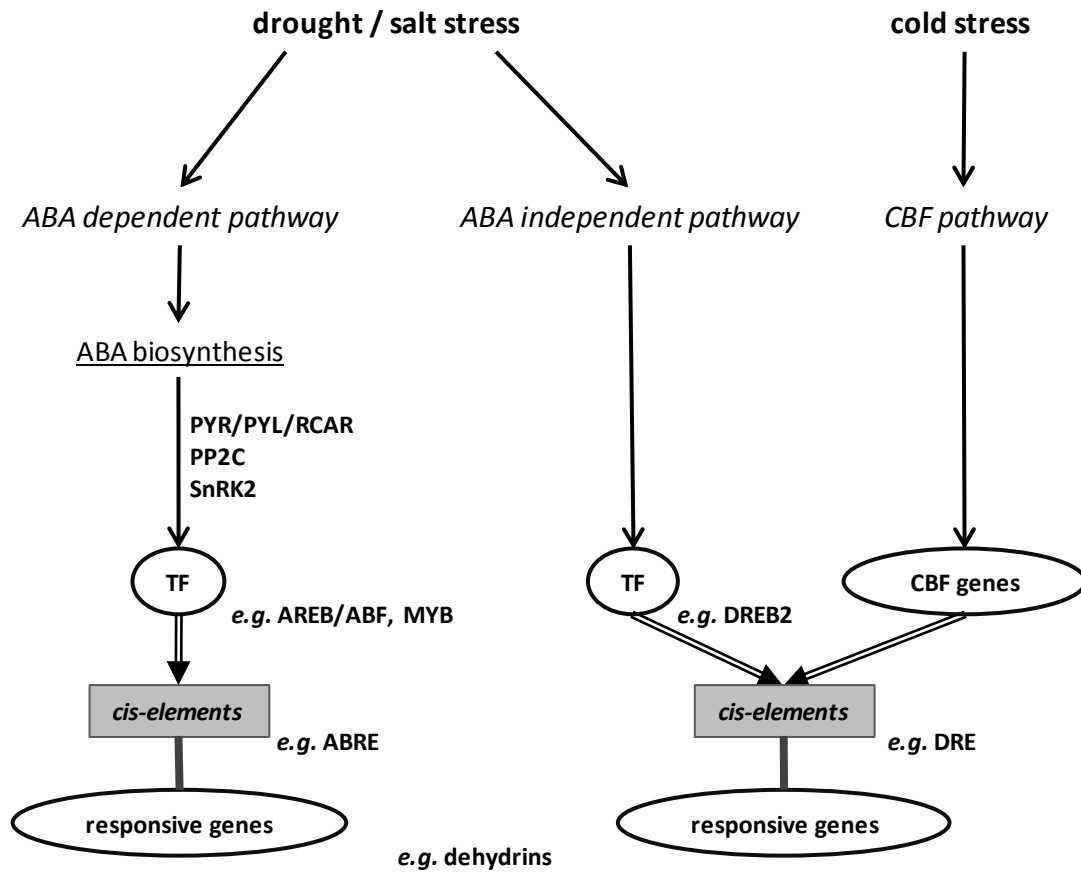 drought / salt stress
cold stress
ABA dependent pathway
ABA independent pathway
CBF pathway
ABA biosynthesis
PYR/PYL/RCAR
PP2C
SnRK2
TF
e.g. AREB/ABF, MYB
TF
e.g. DREB2
CBF genes
cis-elements
e.g. ABRE
cis-elements
e.g. DRE
responsive genes
responsive genes
e.g. dehydrins